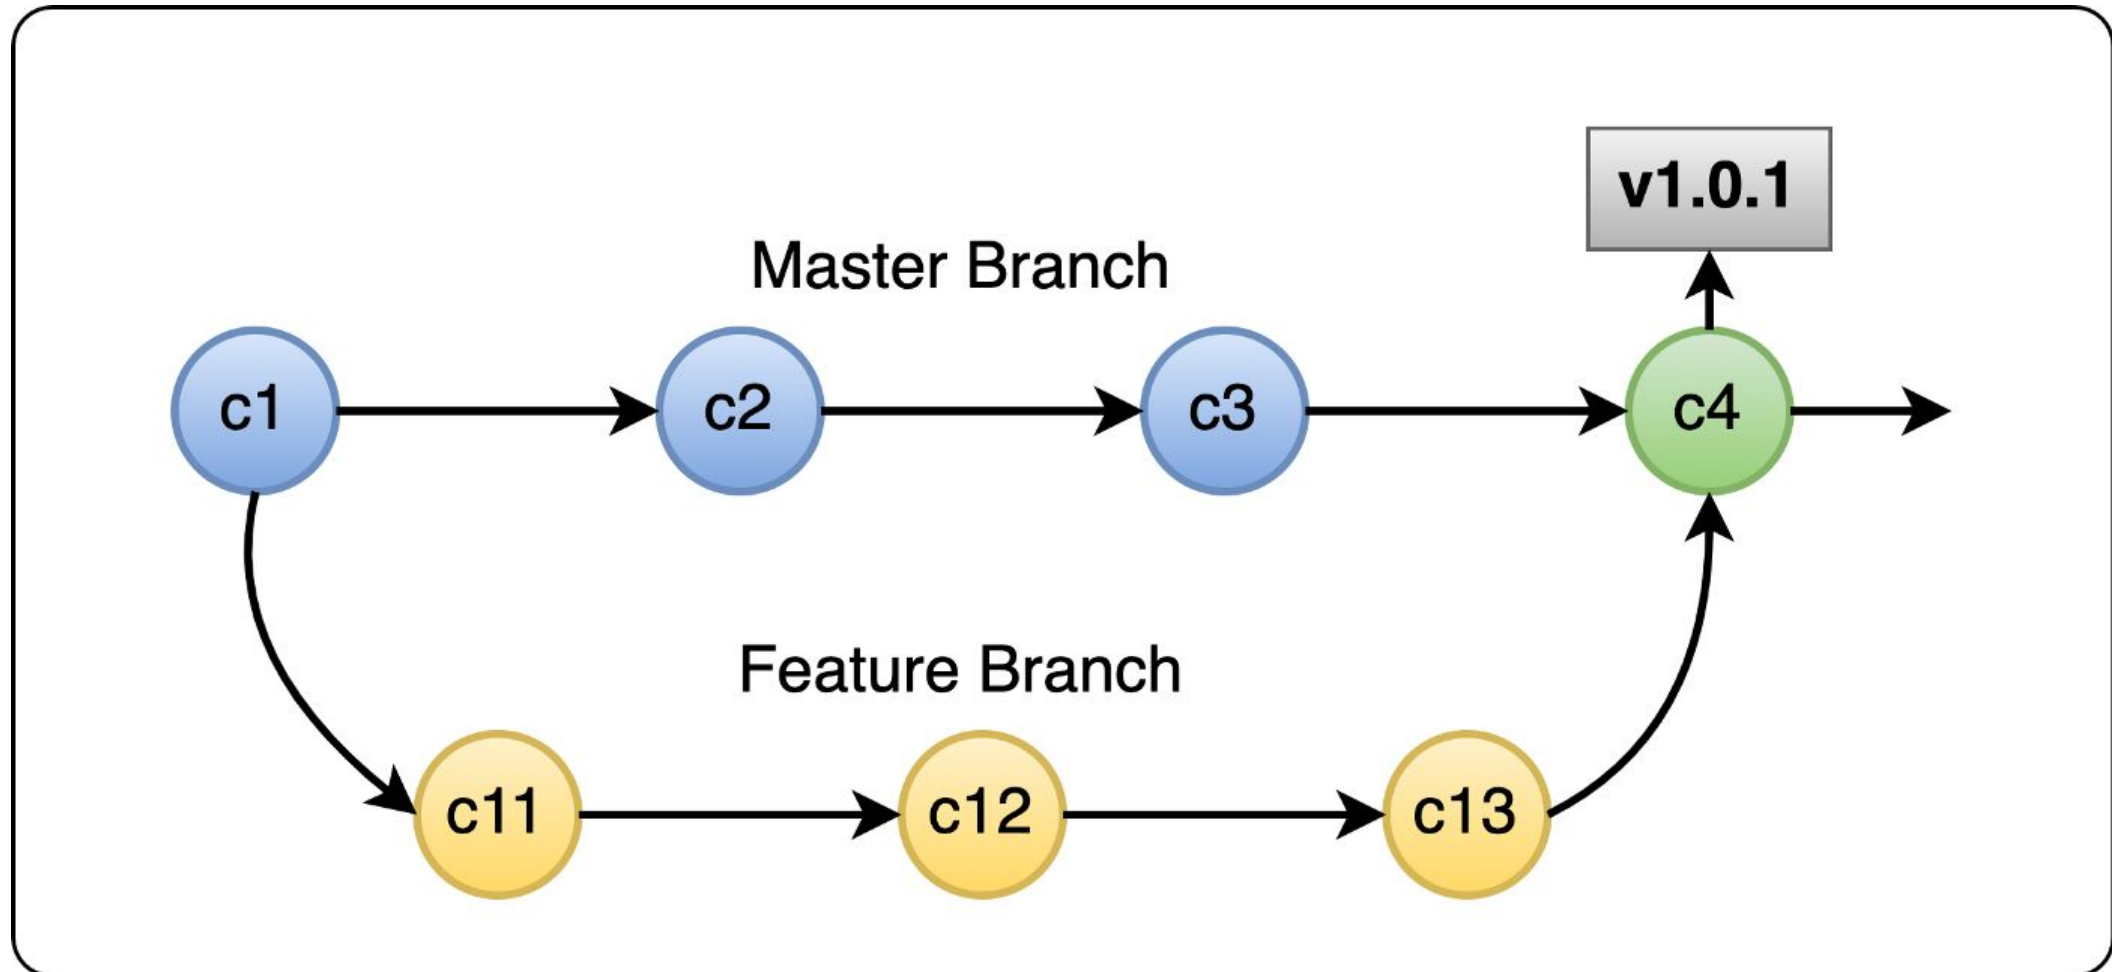 v1.0.1
Master Branch
c1
c2
c3
c4
Feature Branch
c11
c12
c13